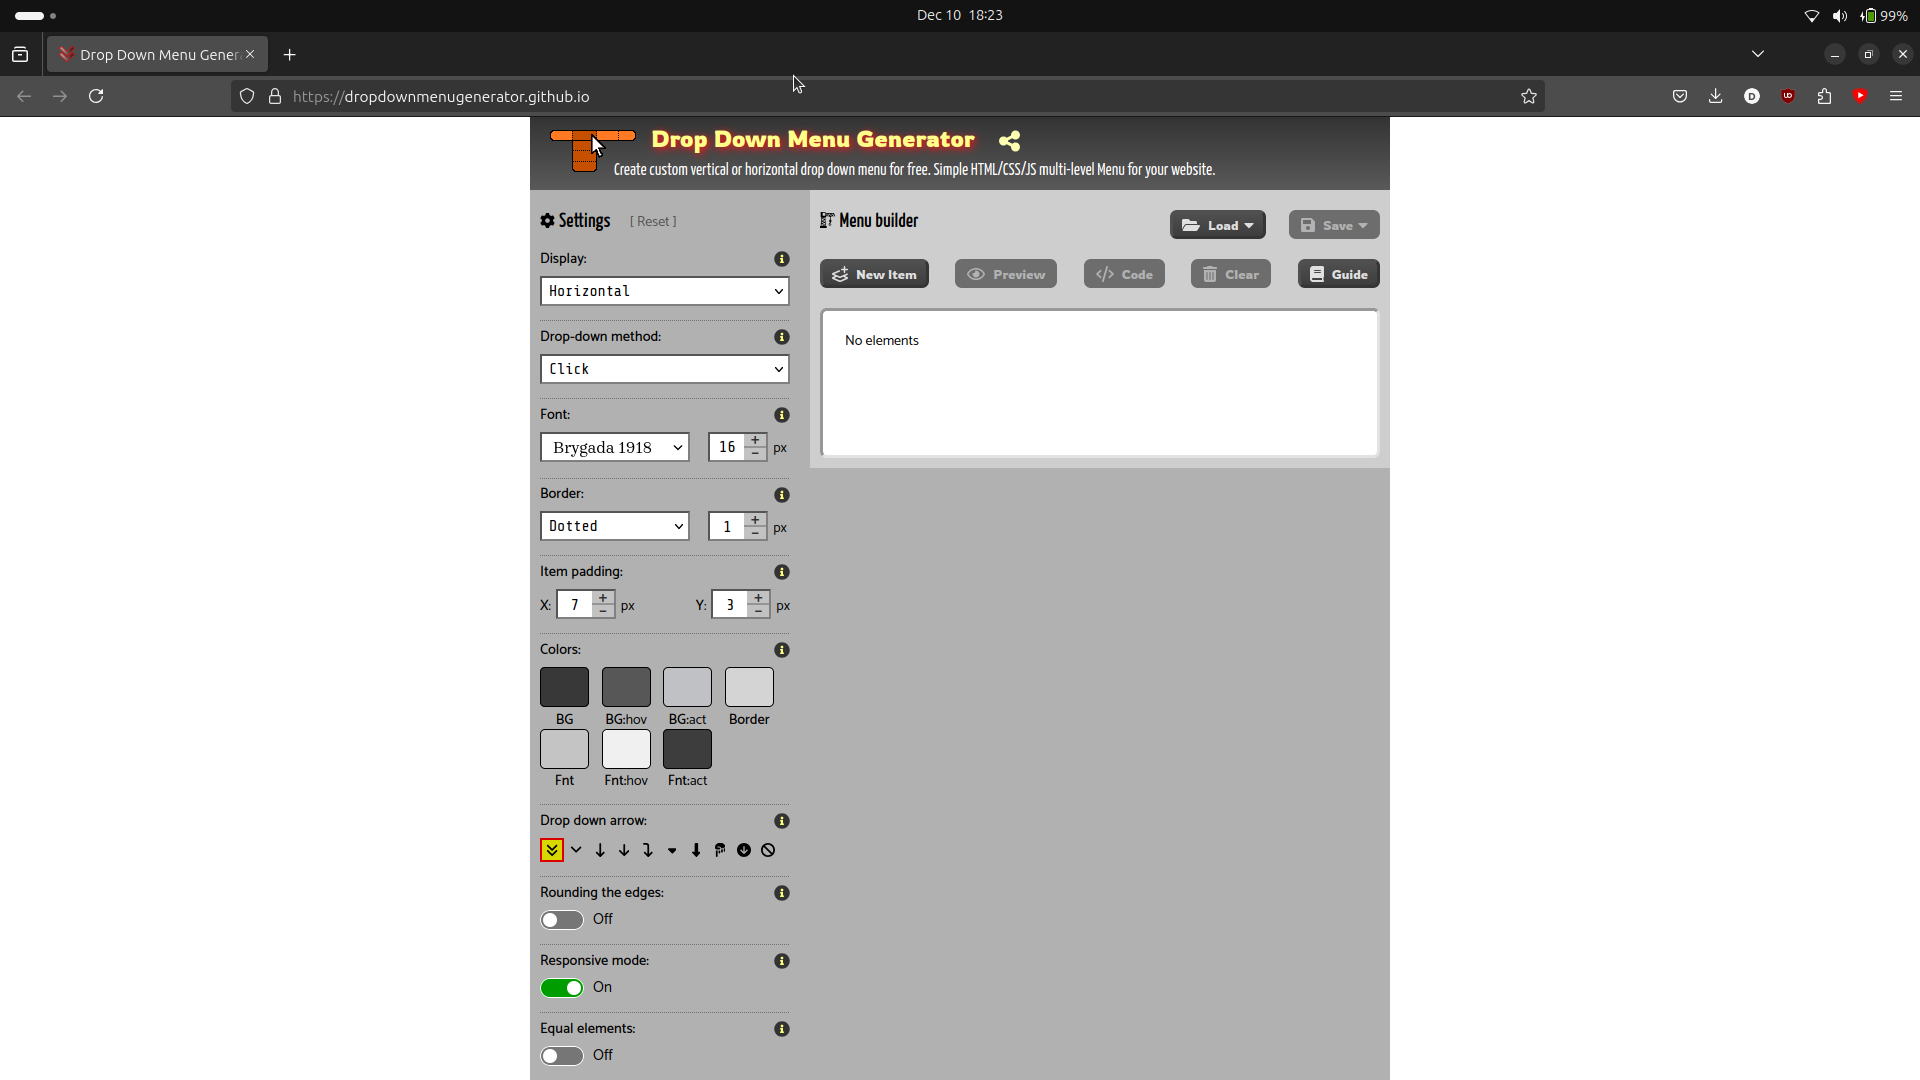 Dec 10 18:23
99%
Drop Down Menu Gener
https://dropdownmenugenerator.github.io
Drop Down Menu Generator
Create custom vertical or horizontal drop down menu for free. Simple HTML/CSS/JS multi-level Menu for your website.
Settings [ Reset ]
Display:
Horizontal
Drop-down method:
Click
Font:
Brygada 1918 16 px
Border:
Dotted 1 px
Item padding:
X: 7 px Y: 3 px
Colors:
BG BG:hov BG:act Border
Fnt Fnt:hov Fnt:act
Drop down arrow:
Rounding the edges:
Off
Responsive mode:
On
Equal elements:
Off
Menu builder Load Save
New Item Preview Code Clear Guide
No elements